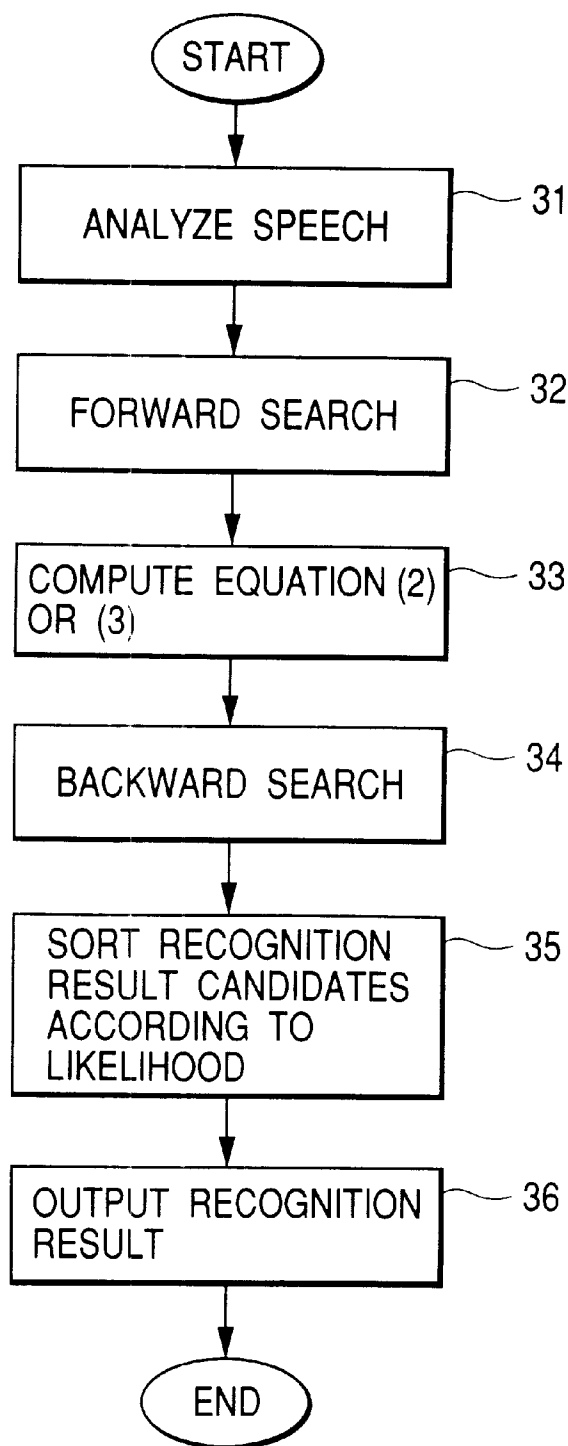 START
ANALYZE SPEECH
31
FORWARD SEARCH
32
COMPUTE EQUATION (2)
OR (3)
33
BACKWARD SEARCH
34
SORT RECOGNITION
RESULT CANDIDATES
ACCORDING TO
LIKELIHOOD
35
OUTPUT RECOGNITION
RESULT
36
END